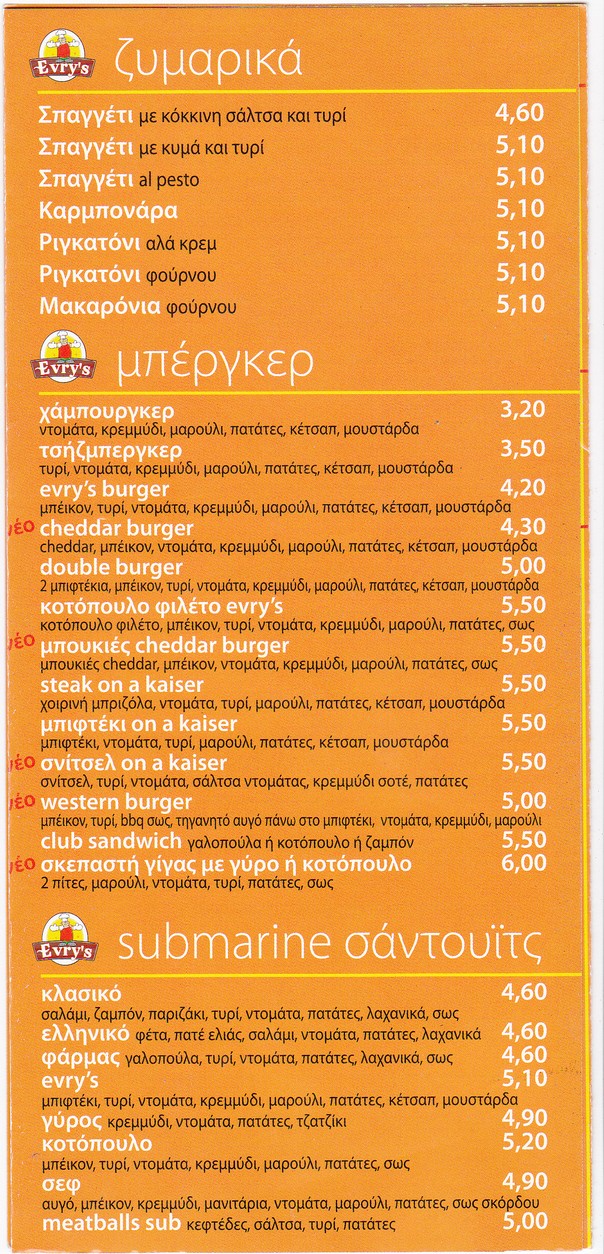 Evry's ζυμαρικά
Σπαγγέτι με κόκκινη σάλτσα και τυρί 4,60
Σπαγγέτι με κυμά και τυρί 5,10
Σπαγγέτι al pesto 5,10
Καρμπονάρα 5,10
Ριγκατόνι αλά κρεμ 5,10
Ριγκατόνι φούρνου 5,10
Μακαρόνια φούρνου 5,10
Evry's μπέργκερ
χάμπουργκερ 3,20
ντομάτα, κρεμμύδι, μαρούλι, πατάτες, κέτσαπ, μουστάρδα
τσήζμπεργκερ 3,50
τυρί, ντομάτα, κρεμμύδι, μαρούλι, πατάτες, κέτσαπ, μουστάρδα
evry's burger 4,20
μπέικον, τυρί, ντομάτα, κρεμμύδι, μαρούλι, πατάτες, κέτσαπ, μουστάρδα
νέο cheddar burger 4,30
cheddar, μπέικον, ντομάτα, κρεμμύδι, μαρούλι, πατάτες, κέτσαπ, μουστάρδα
double burger 5,00
2 μπιφτέκια, μπέικον, τυρί, ντομάτα, κρεμμύδι, μαρούλι, πατάτες, κέτσαπ, μουστάρδα
κοτόπουλο φιλέτο evry's 5,50
κοτόπουλο φιλέτο, μπέικον, τυρί, ντομάτα, κρεμμύδι, μαρούλι, πατάτες, σως
νέο μπουκιές cheddar burger 5,50
μπουκιές cheddar, μπέικον, ντομάτα, κρεμμύδι, μαρούλι, πατάτες, σως
steak on a kaiser 5,50
χοιρινή μπριζόλα, ντομάτα, τυρί, μαρούλι, πατάτες, κέτσαπ, μουστάρδα
μπιφτέκι on a kaiser 5,50
μπιφτέκι, ντομάτα, τυρί, μαρούλι, πατάτες, κέτσαπ, μουστάρδα
νέο σνίτσελ on a kaiser 5,50
σνίτσελ, τυρί, ντομάτα, σάλτσα ντομάτας, κρεμμύδι σοτέ, πατάτες
νέο western burger 5,00
μπέικον, τυρί, bbq σως, τηγανητό αυγό πάνω στο μπιφτέκι, ντομάτα, κρεμμύδι, μαρούλι
club sandwich γαλοπούλα ή κοτόπουλο ή ζαμπόν 5,50
νέο σκεπαστή γίγας με γύρο ή κοτόπουλο 6,00
2 πίτες, μαρούλι, ντομάτα, τυρί, πατάτες, σως
Evry's submarine σάντουϊτς
κλασικό 4,60
σαλάμι, ζαμπόν, παριζάκι, τυρί, ντομάτα, πατάτες, λαχανικά, σως
ελληνικό φέτα, πατέ ελιάς, σαλάμι, ντομάτα, πατάτες, λαχανικά 4,60
φάρμας γαλοπούλα, τυρί, ντομάτα, πατάτες, λαχανικά, σως 4,60
evry's 5,10
μπιφτέκι, τυρί, ντομάτα, κρεμμύδι, μαρούλι, πατάτες, κέτσαπ, μουστάρδα
γύρος κρεμμύδι, ντομάτα, πατάτες, τζατζίκι 4,90
κοτόπουλο 5,20
μπέικον, τυρί, ντομάτα, κρεμμύδι, μαρούλι, πατάτες, σως
σεφ 4,90
αυγό, μπέικον, κρεμμύδι, μανιτάρια, ντομάτα, μαρούλι, πατάτες, σως σκόρδου
meatballs sub κεφτέδες, σάλτσα, τυρί, πατάτες 5,00